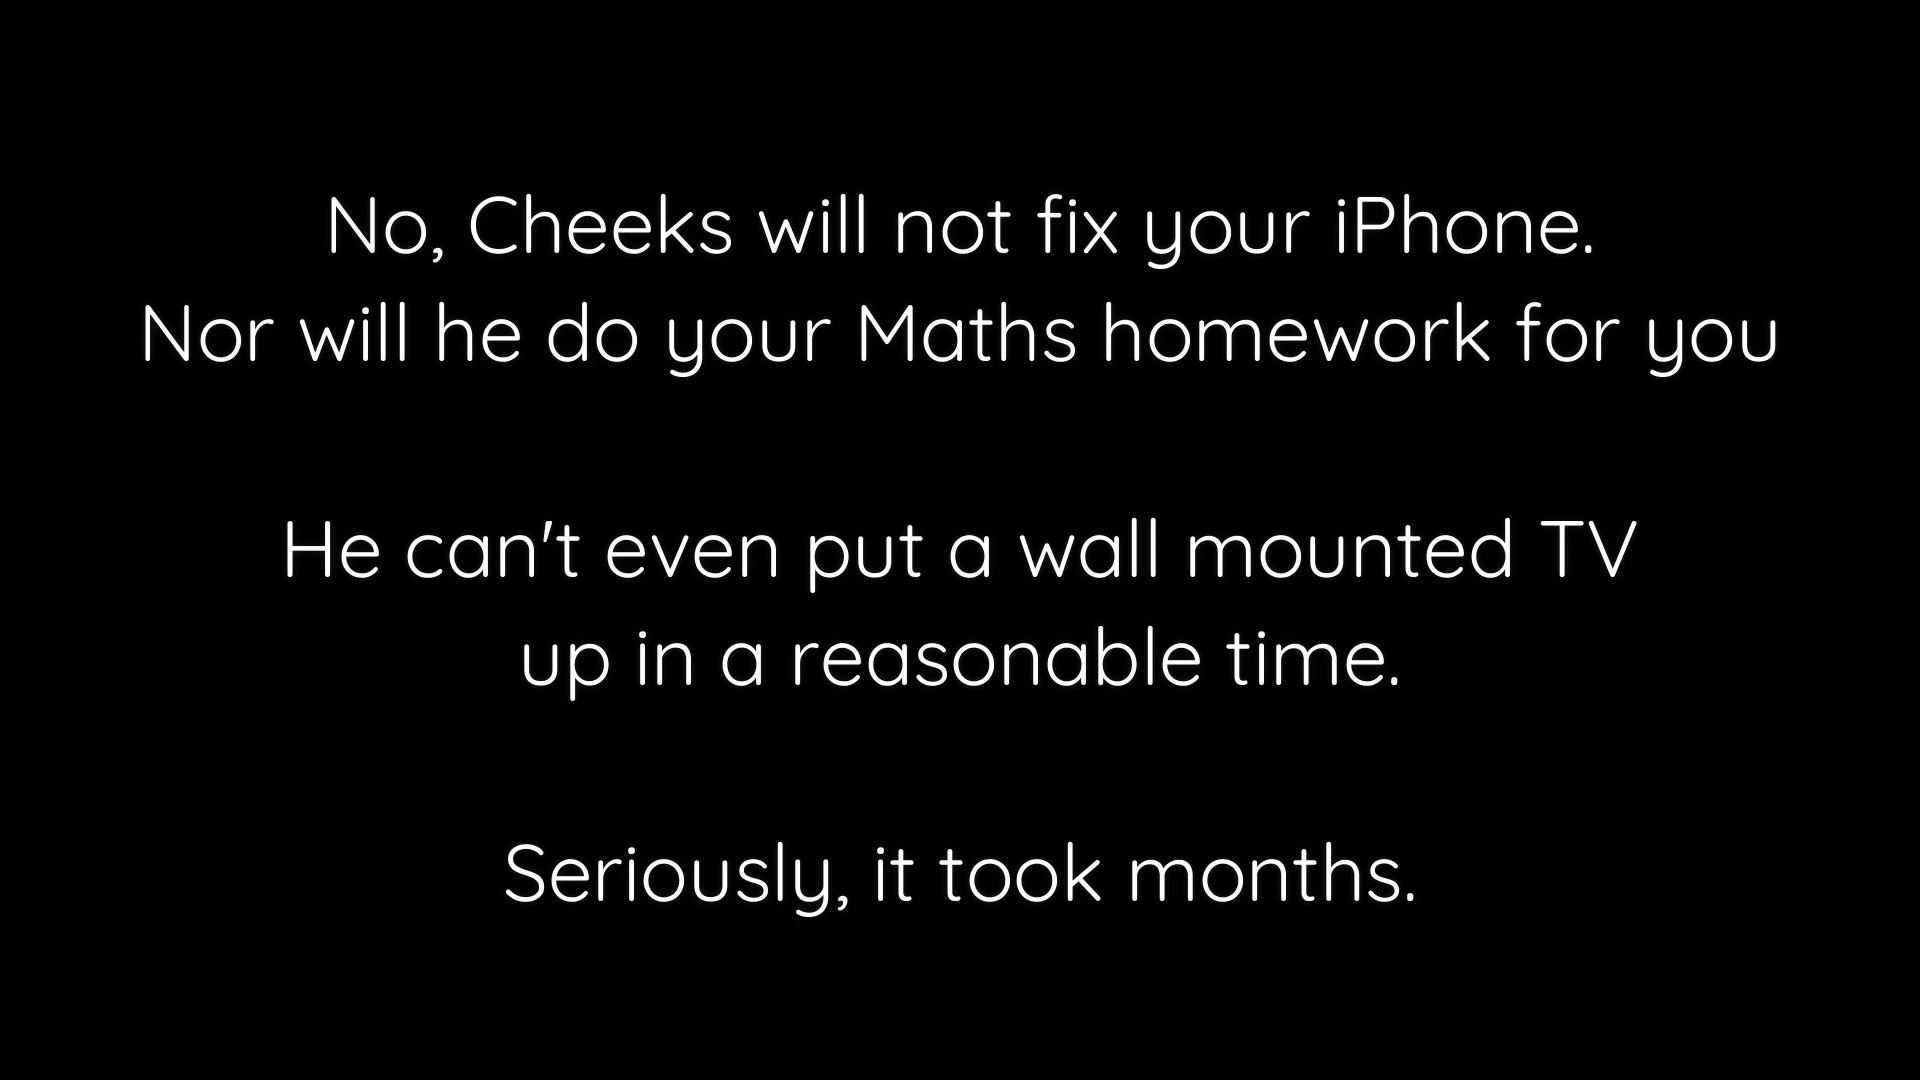 No, Cheeks will not fix your iPhone.
Nor will he do your Maths homework for you
He can't even put a wall mounted TV
up in a reasonable time.
Seriously, it took months.